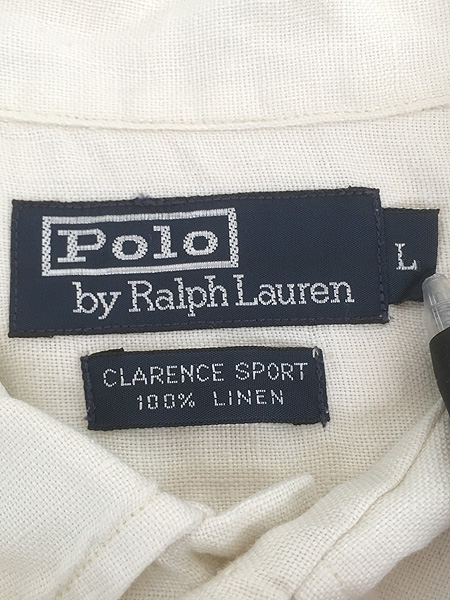 Polo
by Ralph Lauren
L
CLARENCE SPORT
100% LINEN